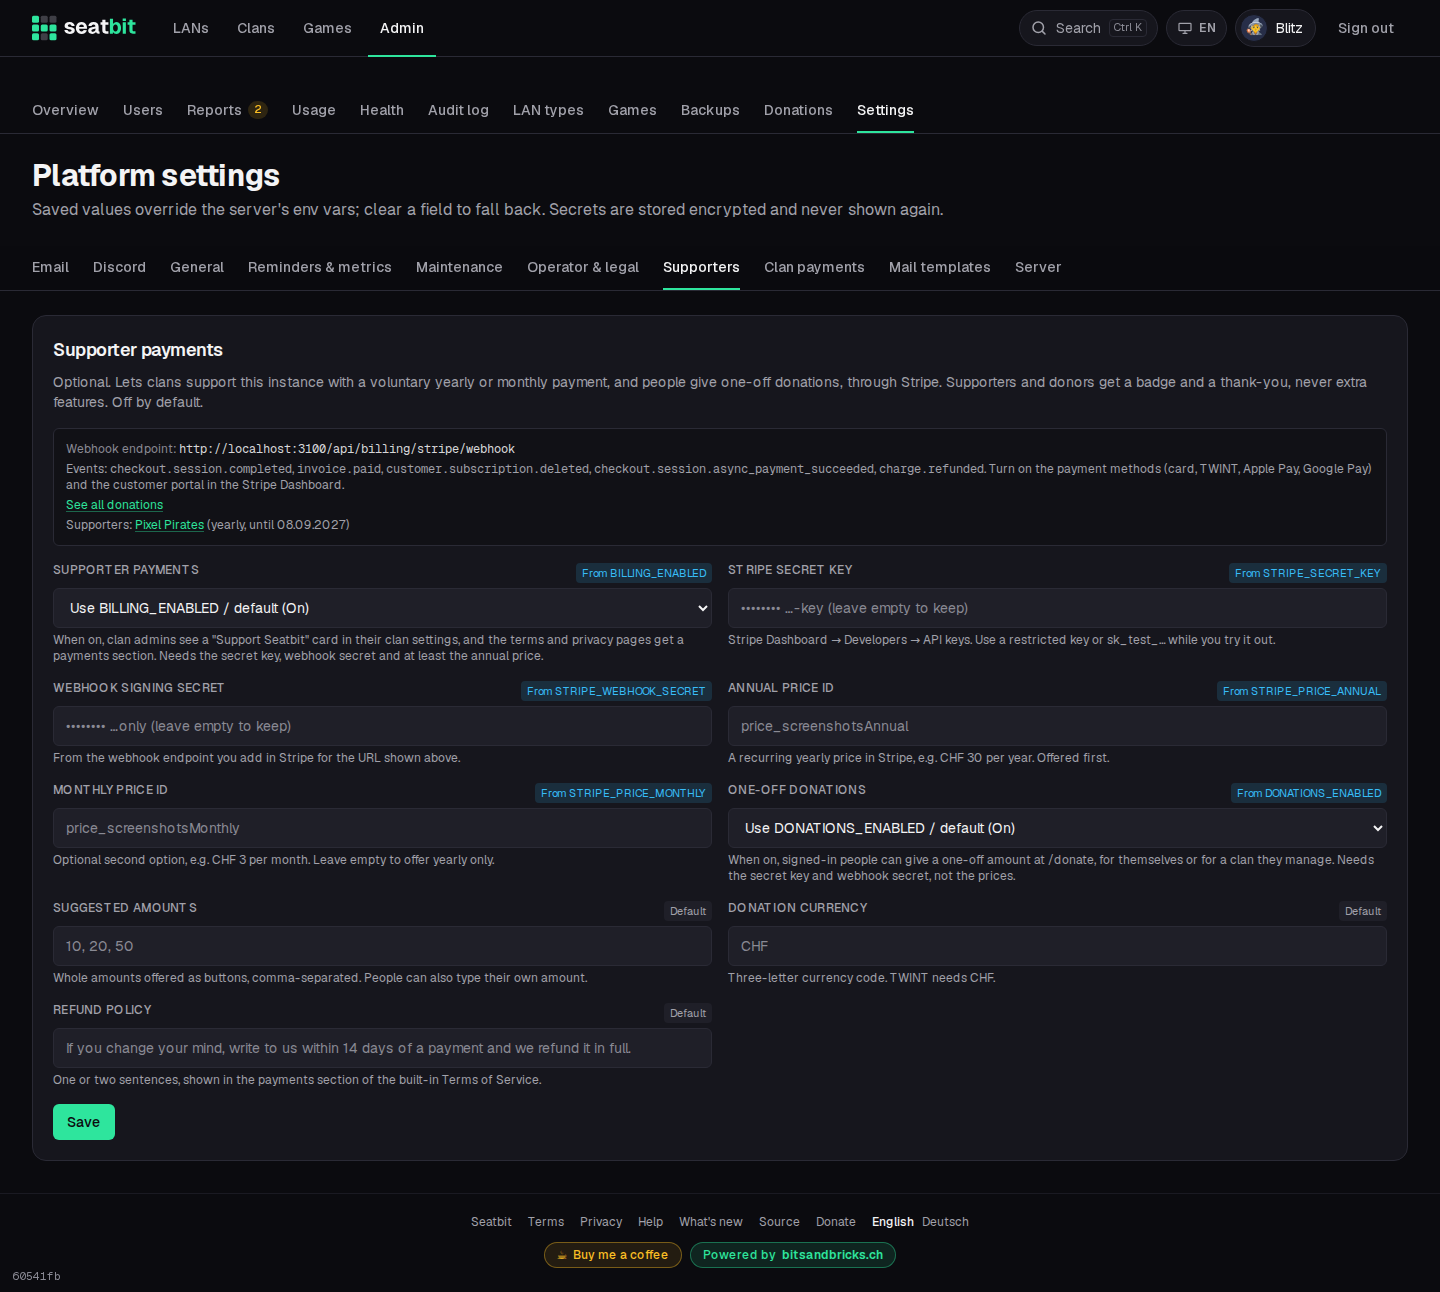 seatbit LANs Clans Games Admin Search Ctrl K EN Blitz Sign out
Overview Users Reports 2 Usage Health Audit log LAN types Games Backups Donations Settings
Platform settings
Saved values override the server's env vars; clear a field to fall back. Secrets are stored encrypted and never shown again.
Email Discord General Reminders & metrics Maintenance Operator & legal Supporters Clan payments Mail templates Server
Supporter payments
Optional. Lets clans support this instance with a voluntary yearly or monthly payment, and people give one-off donations, through Stripe. Supporters and donors get a badge and a thank-you, never extra
features. Off by default.
Webhook endpoint: http://localhost:3100/api/billing/stripe/webhook
Events: checkout.session.completed, invoice.paid, customer.subscription.deleted, checkout.session.async_payment_succeeded, charge.refunded. Turn on the payment methods (card, TWINT, Apple Pay, Google Pay)
and the customer portal in the Stripe Dashboard.
See all donations
Supporters: Pixel Pirates (yearly, until 08.09.2027)
SUPPORTER PAYMENTS From BILLING_ENABLED
Use BILLING_ENABLED / default (On)
When on, clan admins see a "Support Seatbit" card in their clan settings, and the terms and privacy pages get a
payments section. Needs the secret key, webhook secret and at least the annual price.
STRIPE SECRET KEY From STRIPE_SECRET_KEY
•••••••• …-key (leave empty to keep)
Stripe Dashboard → Developers → API keys. Use a restricted key or sk_test_… while you try it out.
WEBHOOK SIGNING SECRET From STRIPE_WEBHOOK_SECRET
•••••••• …only (leave empty to keep)
From the webhook endpoint you add in Stripe for the URL shown above.
ANNUAL PRICE ID From STRIPE_PRICE_ANNUAL
price_screenshotsAnnual
A recurring yearly price in Stripe, e.g. CHF 30 per year. Offered first.
MONTHLY PRICE ID From STRIPE_PRICE_MONTHLY
price_screenshotsMonthly
Optional second option, e.g. CHF 3 per month. Leave empty to offer yearly only.
ONE-OFF DONATIONS From DONATIONS_ENABLED
Use DONATIONS_ENABLED / default (On)
When on, signed-in people can give a one-off amount at /donate, for themselves or for a clan they manage. Needs
the secret key and webhook secret, not the prices.
SUGGESTED AMOUNTS Default
10, 20, 50
Whole amounts offered as buttons, comma-separated. People can also type their own amount.
DONATION CURRENCY Default
CHF
Three-letter currency code. TWINT needs CHF.
REFUND POLICY Default
If you change your mind, write to us within 14 days of a payment and we refund it in full.
One or two sentences, shown in the payments section of the built-in Terms of Service.
Save
Seatbit Terms Privacy Help What's new Source Donate English Deutsch
Buy me a coffee Powered by bitsandbricks.ch
60541fb